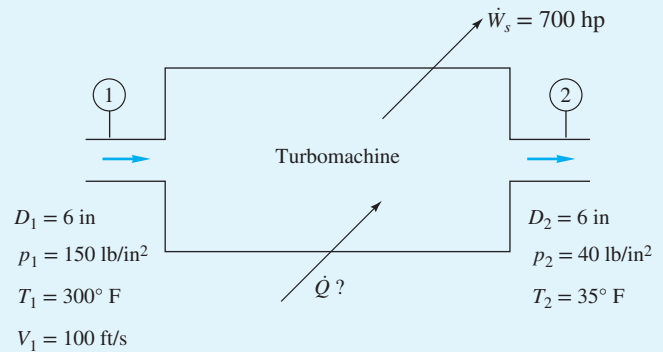 Ẇs = 700 hp
1
2
Turbomachine
D1 = 6 in
p1 = 150 lb/in²
T1 = 300° F
V1 = 100 ft/s
Q̇ ?
D2 = 6 in
p2 = 40 lb/in²
T2 = 35° F